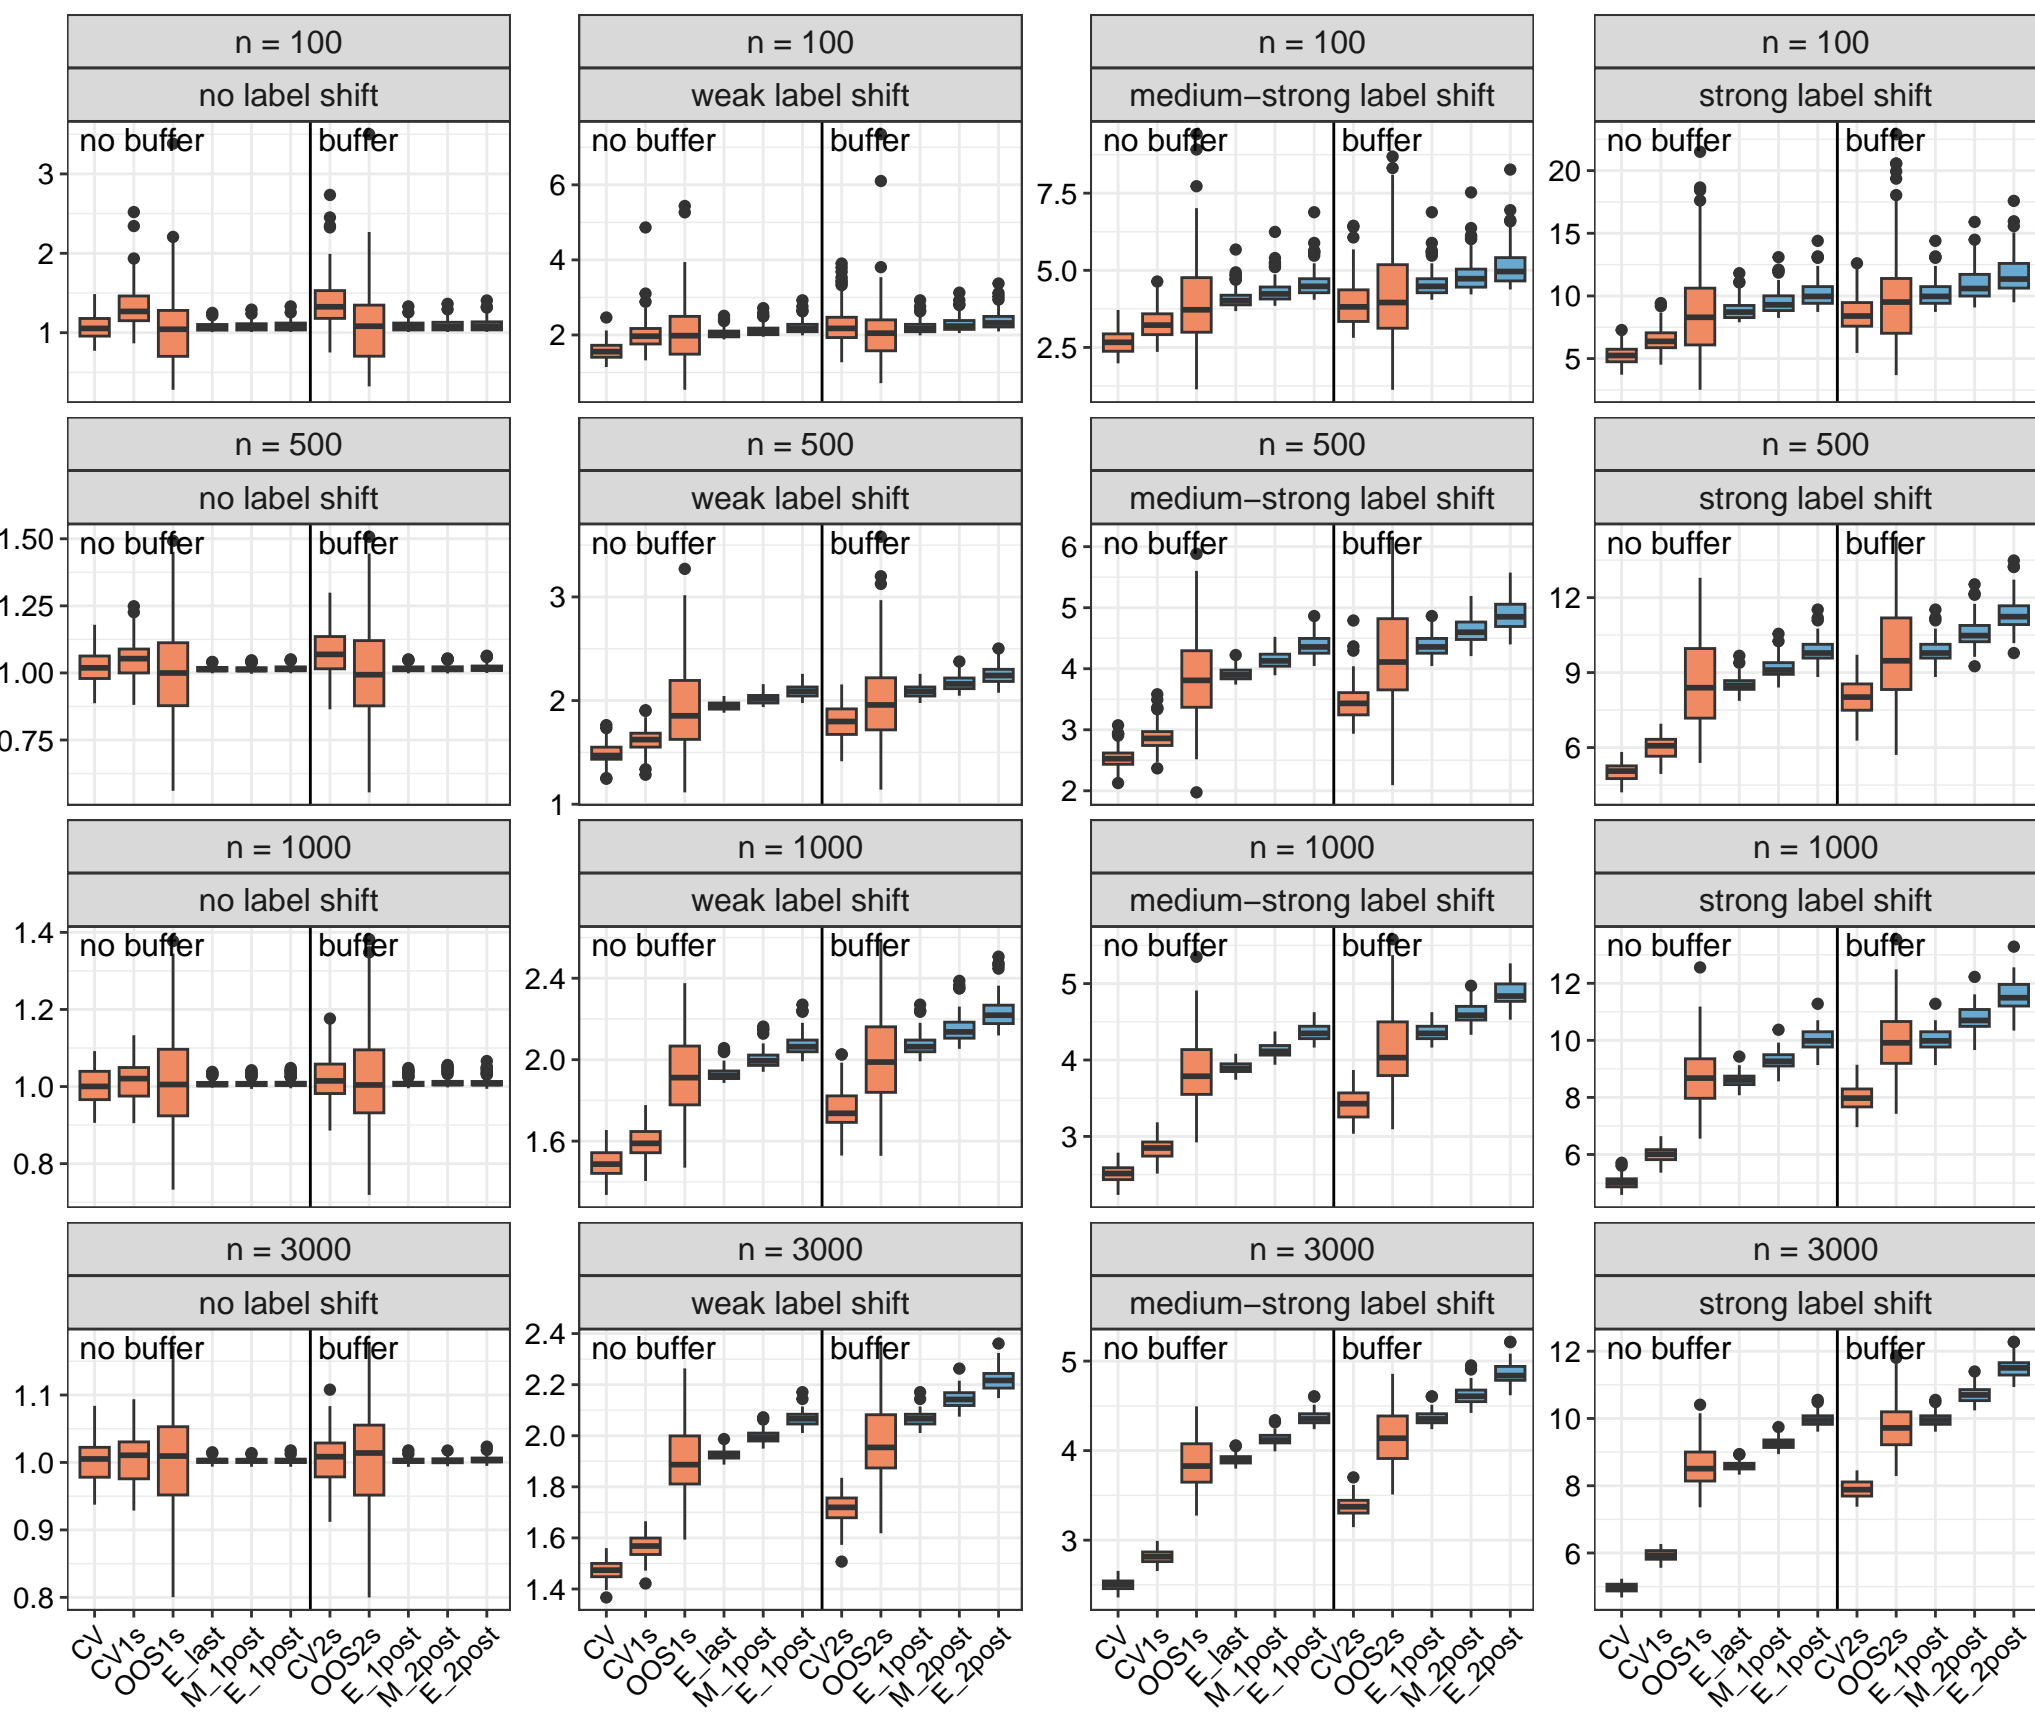 n = 100
n = 100
n = 100
n = 100
no label shift
weak label shift
medium−strong label shift
strong label shift
no buffer
buffer
no buffer
buffer
no buffer
buffer
no buffer
buffer
3
2
1
6
4
2
7.5
5.0
2.5
20
15
10
5
n = 500
n = 500
n = 500
n = 500
no label shift
weak label shift
medium−strong label shift
strong label shift
no buffer
buffer
no buffer
buffer
no buffer
buffer
no buffer
buffer
1.50
1.25
1.00
0.75
3
2
1
6
5
4
3
2
12
9
6
n = 1000
n = 1000
n = 1000
n = 1000
no label shift
weak label shift
medium−strong label shift
strong label shift
no buffer
buffer
no buffer
buffer
no buffer
buffer
no buffer
buffer
1.4
1.2
1.0
0.8
2.4
2.0
1.6
5
4
3
12
10
8
6
n = 3000
n = 3000
n = 3000
n = 3000
no label shift
weak label shift
medium−strong label shift
strong label shift
no buffer
buffer
no buffer
buffer
no buffer
buffer
no buffer
buffer
1.1
1.0
0.9
0.8
2.4
2.2
2.0
1.8
1.6
1.4
5
4
3
12
10
8
6
CV
CV1s
OOS1s
E_last
M_1post
E_1post
CV2s
OOS2s
E_1post
M_2post
E_2post
CV
CV1s
OOS1s
E_last
M_1post
E_1post
CV2s
OOS2s
E_1post
M_2post
E_2post
CV
CV1s
OOS1s
E_last
M_1post
E_1post
CV2s
OOS2s
E_1post
M_2post
E_2post
CV
CV1s
OOS1s
E_last
M_1post
E_1post
CV2s
OOS2s
E_1post
M_2post
E_2post